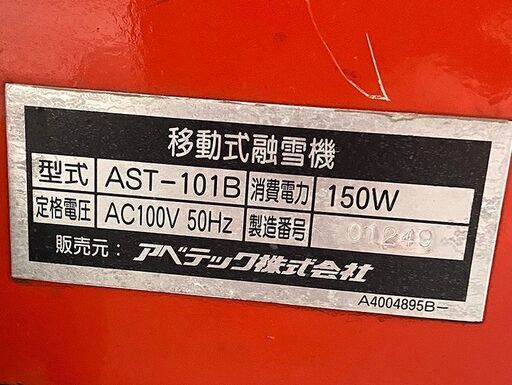 移動式融雪機
型式 AST-101B 消費電力 150W
定格電圧 AC100V 50Hz 製造番号 01249
販売元: アベテック株式会社
A4004895B-